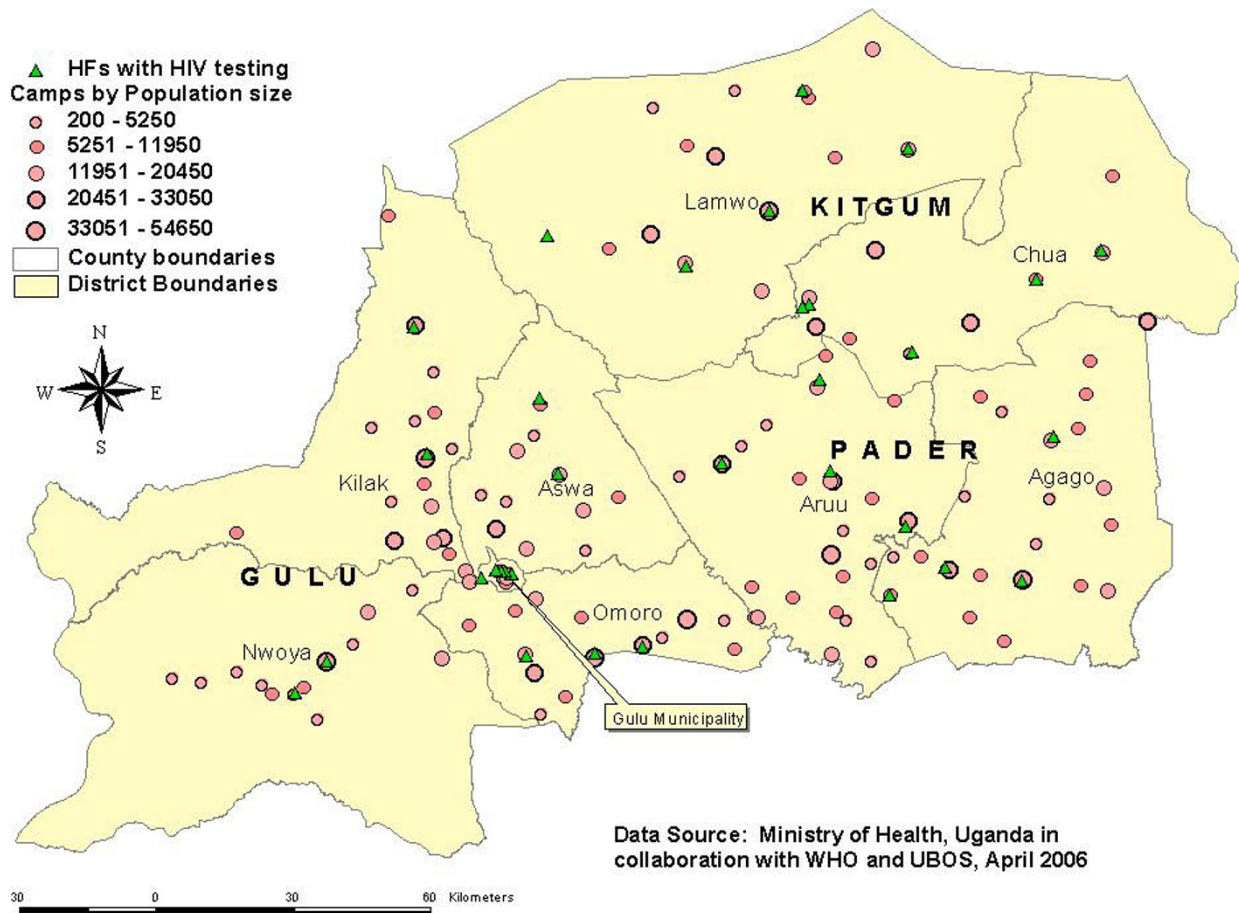 HFs with HIV testing
Camps by Population size
200 - 5250
5251 - 11950
11951 - 20450
20451 - 33050
33051 - 54650
County boundaries
District Boundaries
N
W
E
S
Lamwo
KITGUM
Chua
Kilak
Aswa
PADER
Aruu
Agago
GULU
Nwoya
Omoro
Gulu Municipality
Data Source: Ministry of Health, Uganda in
collaboration with WHO and UBOS, April 2006
30 0 30 60 Kilometers